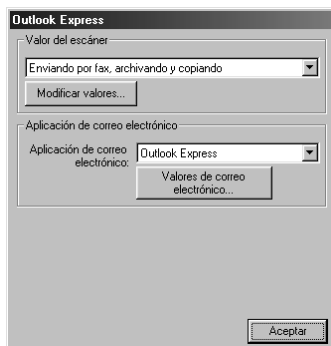 Outlook Express
Valor del escáner
Enviando por fax, archivando y copiando
Modificar valores...
Aplicación de correo electrónico
Aplicación de correo
electrónico:
Outlook Express
Valores de correo
electrónico...
Aceptar